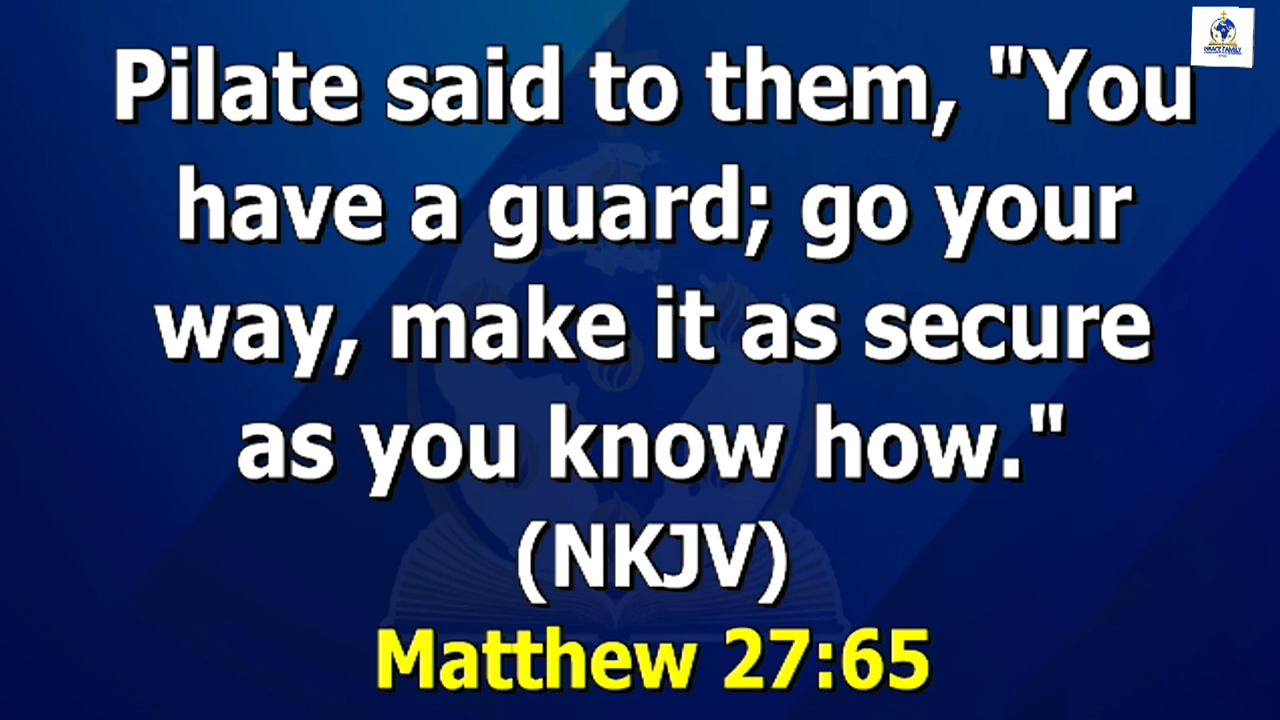 Pilate said to them, "You
have a guard; go your
way, make it as secure
as you know how."
(NKJV)
Matthew 27:65